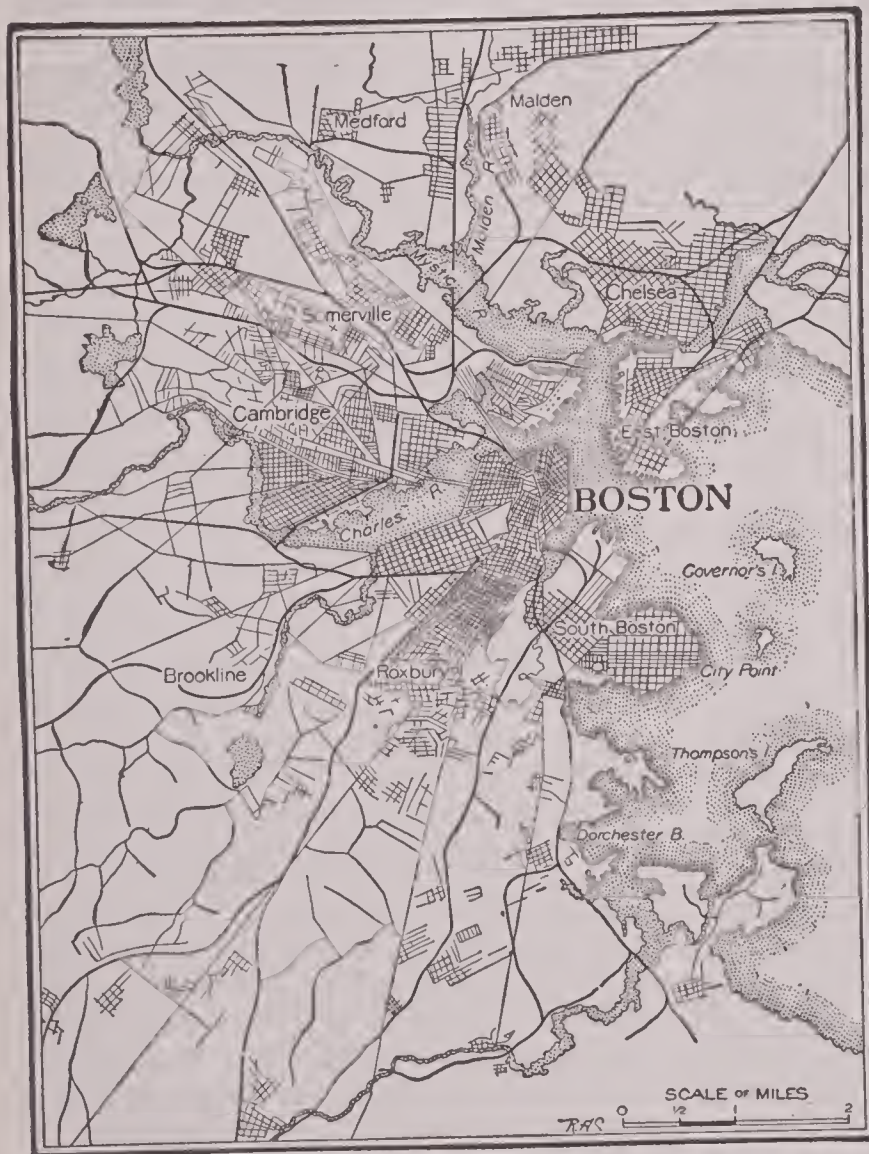 Malden
Medford
Malden R.
Mystic R.
Chelsea
Somerville
Cambridge
East Boston
BOSTON
Charles R.
Governor's I.
South Boston
Brookline
Roxbury
City Point
Thompson's I.
Dorchester B.
SCALE OF MILES
0 1/2 1 2
RAS